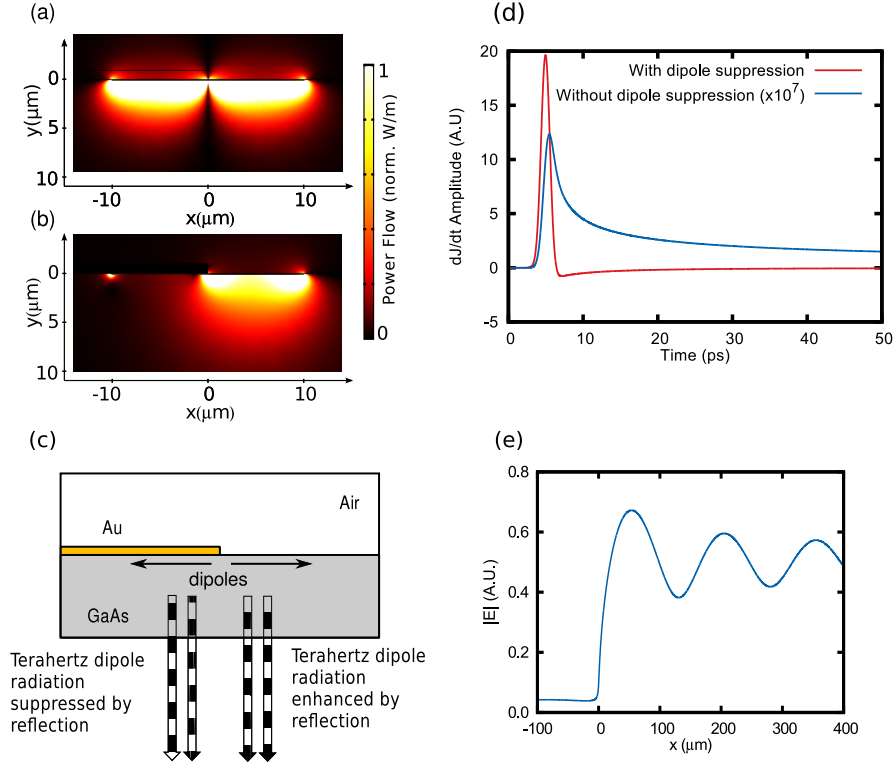 (a)
0
5
10
y(μm)
-10
0
10
x(μm)
(b)
0
5
10
y(μm)
-10
0
10
x(μm)
1
0
Power Flow (norm. W/m)
(c)
Air
Au
dipoles
GaAs
Terahertz dipole
radiation
suppressed by
reflection
Terahertz dipole
radiation
enhanced by
reflection
(d)
20
15
10
5
0
-5
dJ/dt Amplitude (A.U)
With dipole suppression
Without dipole suppression (x10⁷)
0 10 20 30 40 50
Time (ps)
(e)
0.8
0.6
0.4
0.2
0.0
|E| (A.U.)
-100 0 100 200 300 400
x (μm)